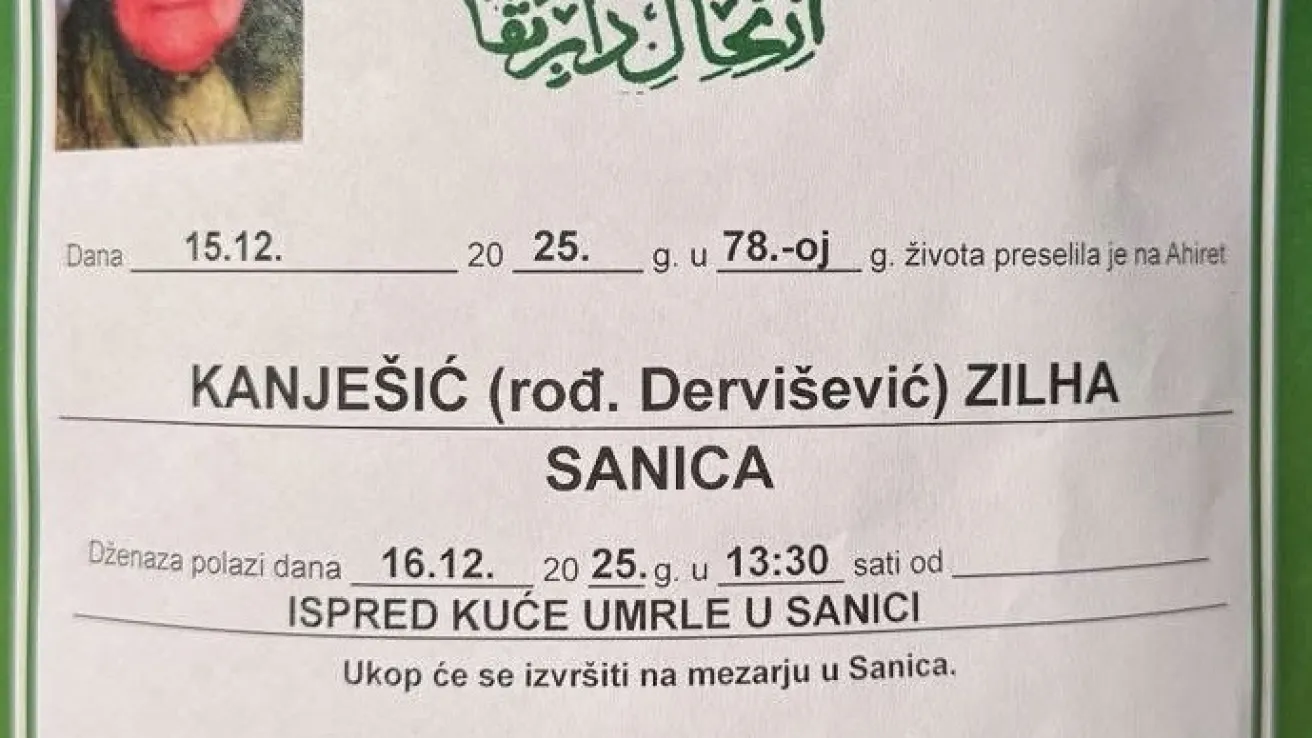 Dana 15.12. 20 25. g. u 78.-oj g. života preselila je na Ahiret
KANJEŠIĆ (rođ. Dervišević) ZILHA
SANICA
Dženaza polazi dana 16.12. 20 25. g. u 13:30 sati od
ISPRED KUĆE UMRLE U SANICI
Ukop će se izvršiti na mezarju u Sanica.